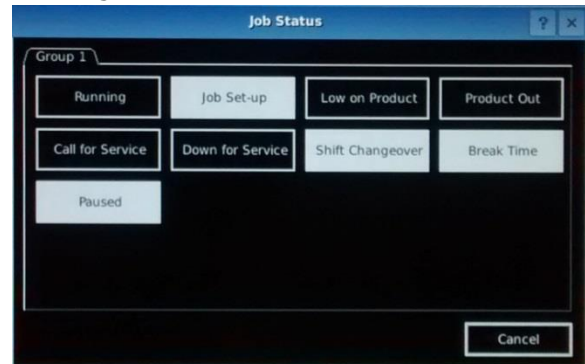 Job Status
? ×
Group 1
Running Job Set-up Low on Product Product Out
Call for Service Down for Service Shift Changeover Break Time
Paused
Cancel